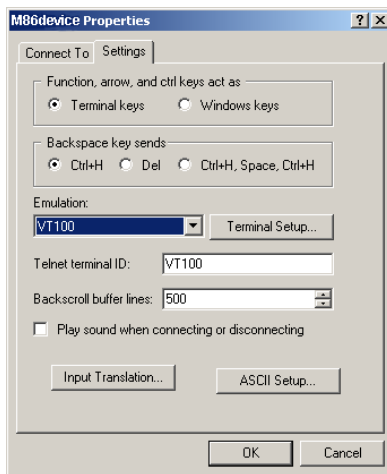 M86device Properties
Connect To Settings
Function, arrow, and ctrl keys act as
Terminal keys Windows keys
Backspace key sends
Ctrl+H Del Ctrl+H, Space, Ctrl+H
Emulation:
VT100 Terminal Setup...
Telnet terminal ID: VT100
Backscroll buffer lines: 500
Play sound when connecting or disconnecting
Input Translation... ASCII Setup...
OK Cancel